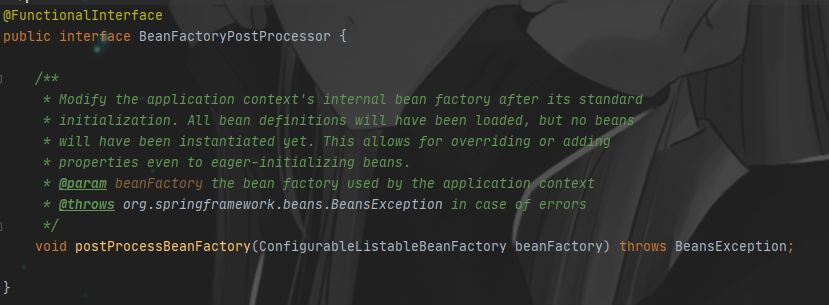 @FunctionalInterface
public interface BeanFactoryPostProcessor {
/**
* Modify the application context's internal bean factory after its standard
* initialization. All bean definitions will have been loaded, but no beans
* will have been instantiated yet. This allows for overriding or adding
* properties even to eager-initializing beans.
* @param beanFactory the bean factory used by the application context
* @throws org.springframework.beans.BeansException in case of errors
*/
void postProcessBeanFactory(ConfigurableListableBeanFactory beanFactory) throws BeansException;
}